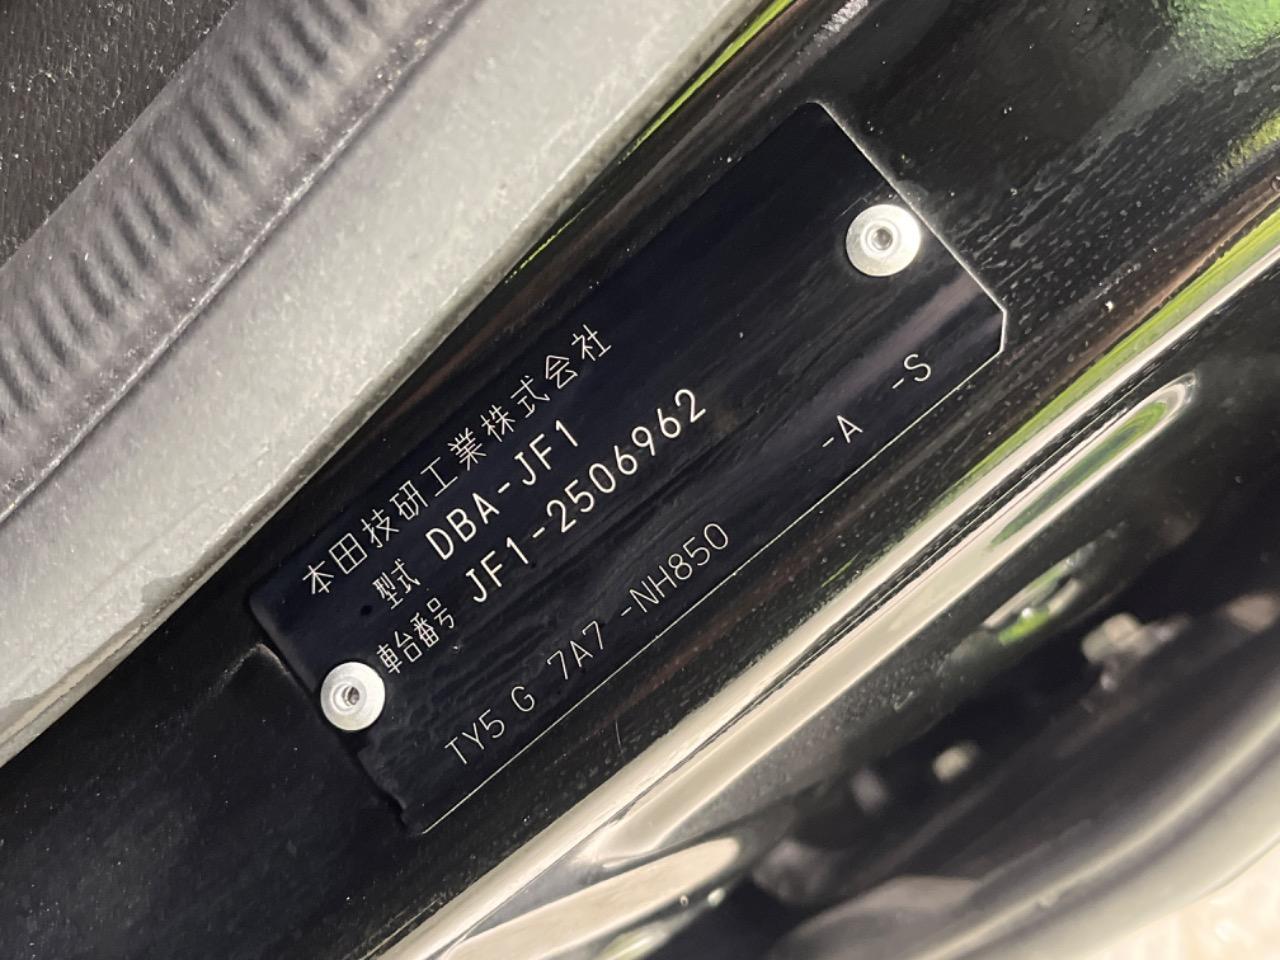 本田技研工業株式会社
型式 DBA-JF1
車台番号 JF1-2506962
TY5 G 7A7 -NH850 -A -S